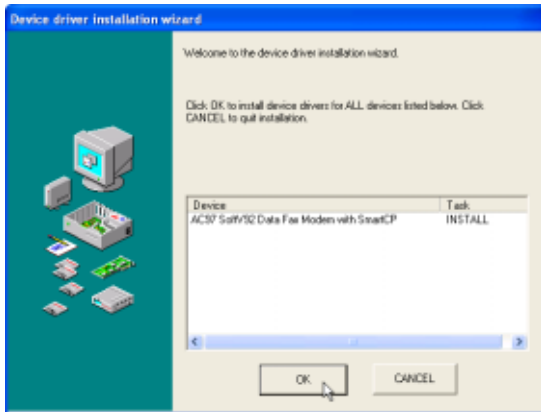 Device driver installation wizard
Welcome to the device driver installation wizard.
Click OK to install device drivers for ALL devices listed below. Click
CANCEL to quit installation.
Device Task
AC97 SoftV92 Data Fax Modem with SmartCP INSTALL
OK CANCEL